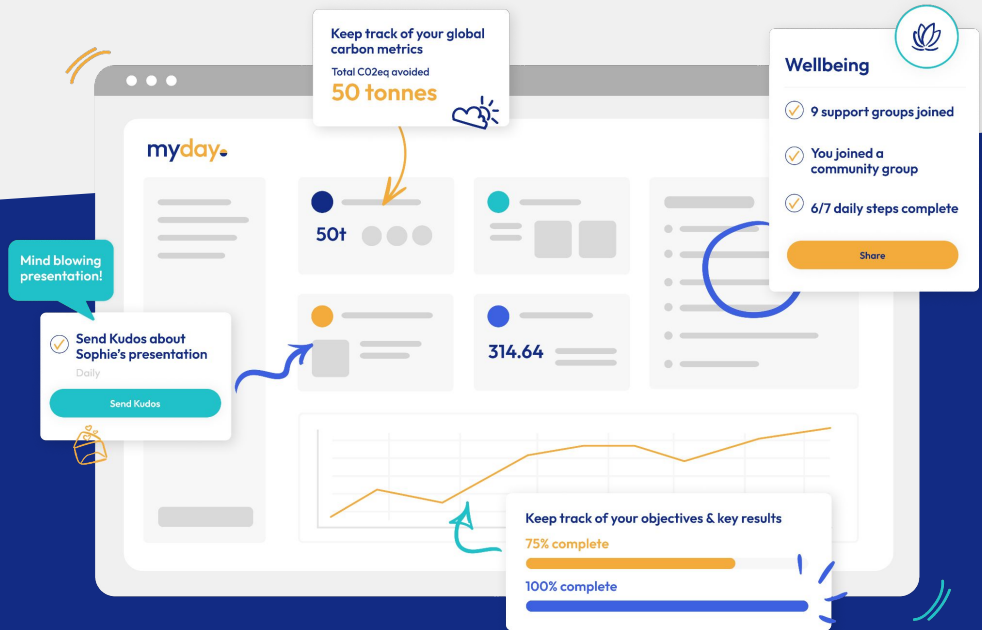 Keep track of your global
carbon metrics
Total C02eq avoided
50 tonnes
Wellbeing
9 support groups joined
You joined a
community group
6/7 daily steps complete
Share
myday
50t
314.64
Mind blowing
presentation!
Send Kudos about
Sophie's presentation
Daily
Send Kudos
Keep track of your objectives & key results
75% complete
100% complete